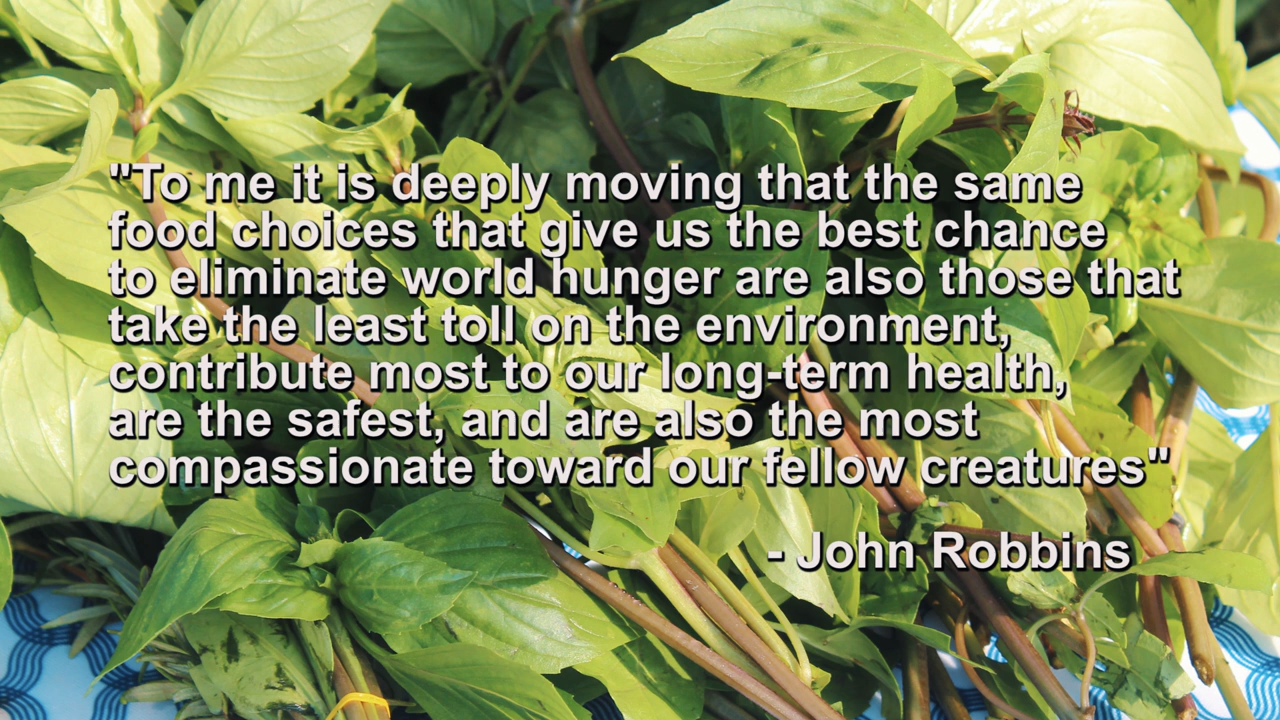 "To me it is deeply moving that the same
food choices that give us the best chance
to eliminate world hunger are also those that
take the least toll on the environment,
contribute most to our long-term health,
are the safest, and are also the most
compassionate toward our fellow creatures"
- John Robbins